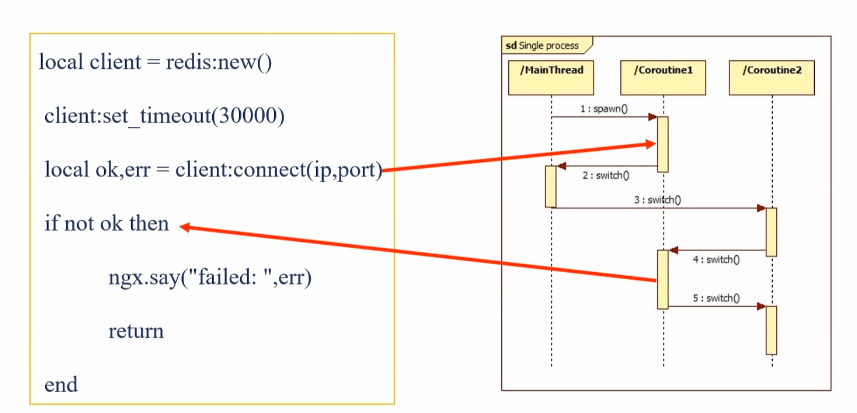 local client = redis:new()
client:set_timeout(30000)
local ok,err = client:connect(ip,port)
if not ok then
ngx.say("failed: ",err)
return
end
sd Single process
/MainThread
/Coroutine1
/Coroutine2
1 : spawn()
2 : switch()
3 : switch()
4 : switch()
5 : switch()